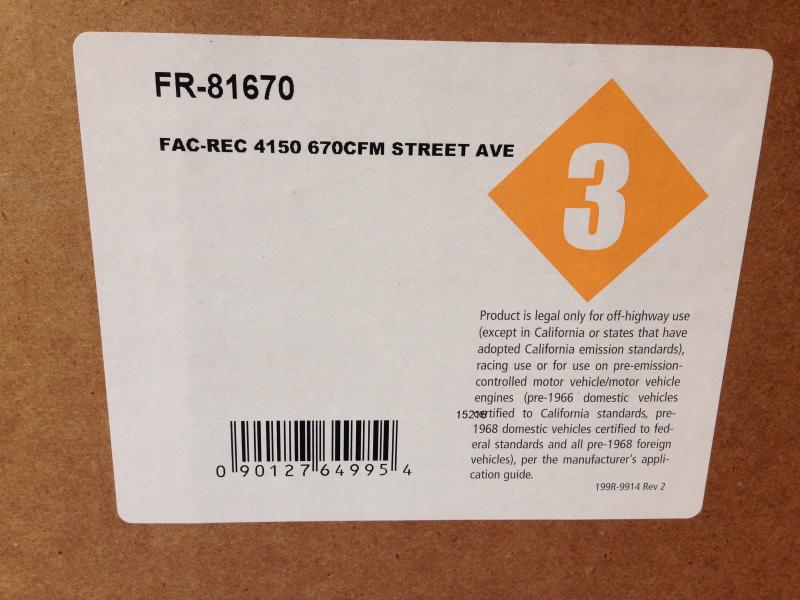 FR-81670
FAC-REC 4150 670CFM STREET AVE
3
Product is legal only for off-highway use
(except in California or states that have
adopted California emission standards),
racing use or for use on pre-emission-
controlled motor vehicle/motor vehicle
engines (pre-1966 domestic vehicles
certified to California standards, pre-
1968 domestic vehicles certified to fed-
eral standards and all pre-1968 foreign
vehicles), per the manufacturer's appli-
cation guide.
199R-9914 Rev 2
0 90127 64995 4